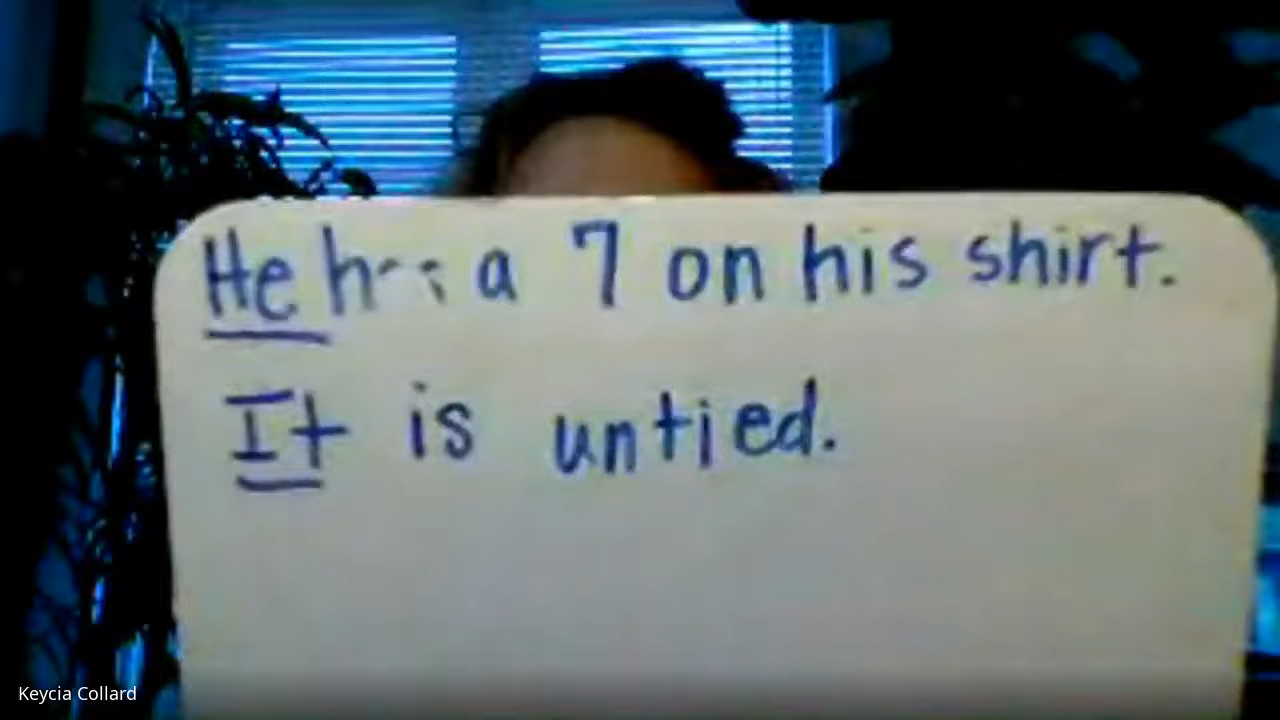 He a 7 on his shirt.
It is untied.
Keycia Collard